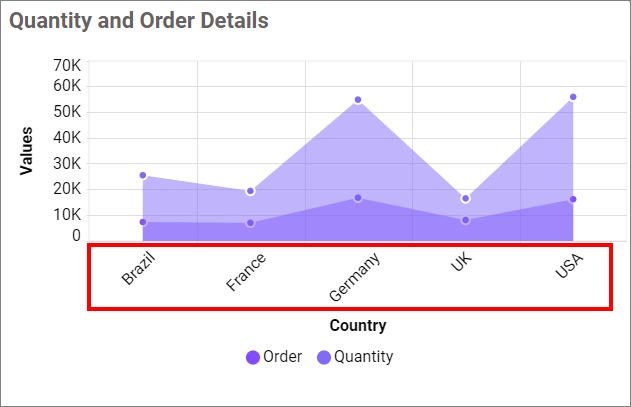 Quantity and Order Details
70K
60K
50K
40K
30K
20K
10K
0
Values
Brazil
France
Germany
UK
USA
Country
Order
Quantity